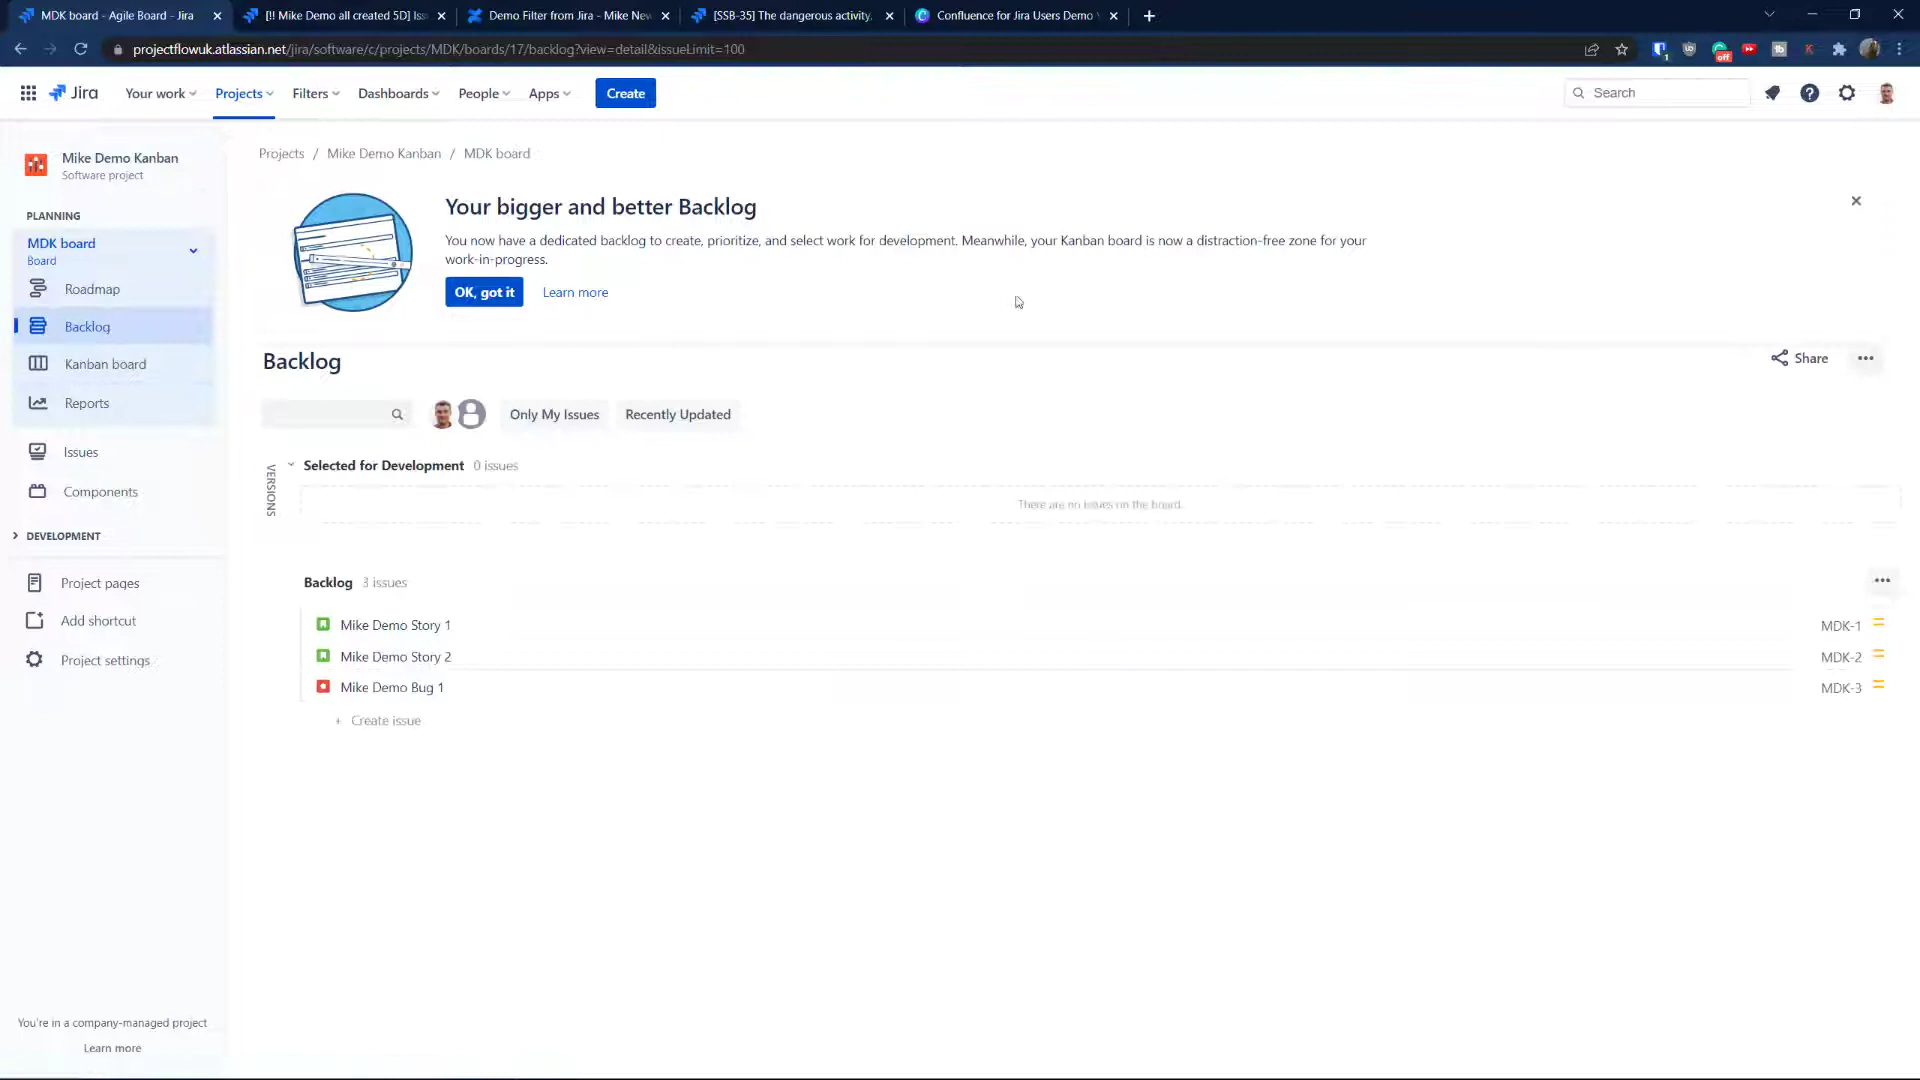 MDK board - Agile Board - Jira
[!! Mike Demo all created 5D] Iss
Demo Filter from Jira - Mike New
[SSB-35] The dangerous activity,
Confluence for Jira Users Demo
projectflowuk.atlassian.net/jira/software/c/projects/MDK/boards/17/backlog?view=detail&issueLimit=100
Jira
Your work
Projects
Filters
Dashboards
People
Apps
Create
Search
Mike Demo Kanban
Software project
PLANNING
MDK board
Board
Roadmap
Backlog
Kanban board
Reports
Issues
Components
DEVELOPMENT
Project pages
Add shortcut
Project settings
You're in a company-managed project
Learn more
Projects / Mike Demo Kanban / MDK board
Your bigger and better Backlog
You now have a dedicated backlog to create, prioritize, and select work for development. Meanwhile, your Kanban board is now a distraction-free zone for your
work-in-progress.
OK, got it
Learn more
Backlog
Share
Only My Issues
Recently Updated
VERSIONS
Selected for Development 0 issues
There are no issues on the board.
Backlog 3 issues
Mike Demo Story 1 MDK-1
Mike Demo Story 2 MDK-2
Mike Demo Bug 1 MDK-3
+ Create issue